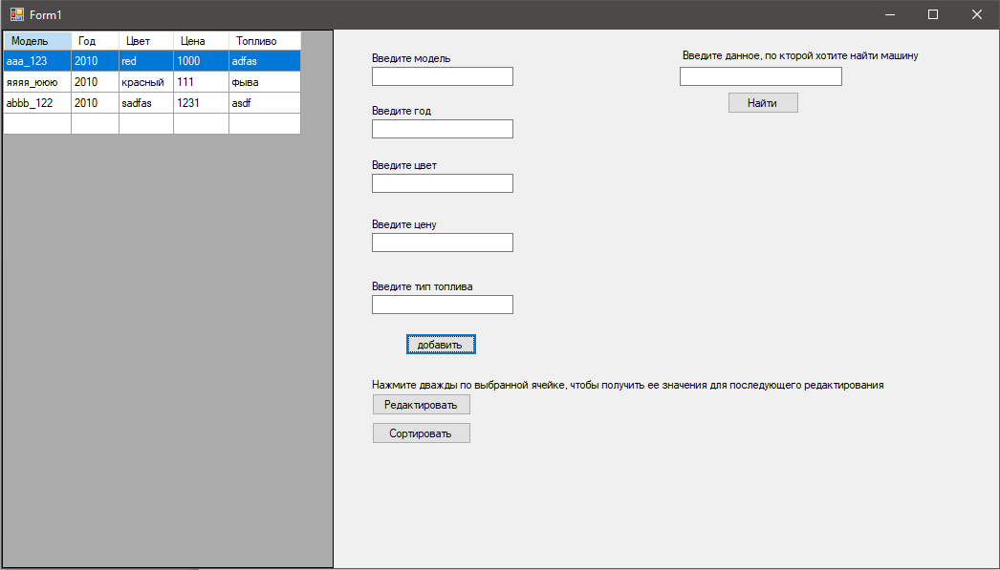 Form1
Модель Год Цвет Цена Топливо
aaa_123 2010 red 1000 adfas
яяяя_ююю 2010 красный 111 фыва
abbb_122 2010 sadfas 1231 asdf
Введите модель
Введите год
Введите цвет
Введите цену
Введите тип топлива
добавить
Нажмите дважды по выбранной ячейке, чтобы получить ее значения для последующего редактирования
Редактировать
Сортировать
Введите данное, по кторой хотите найти машину
Найти